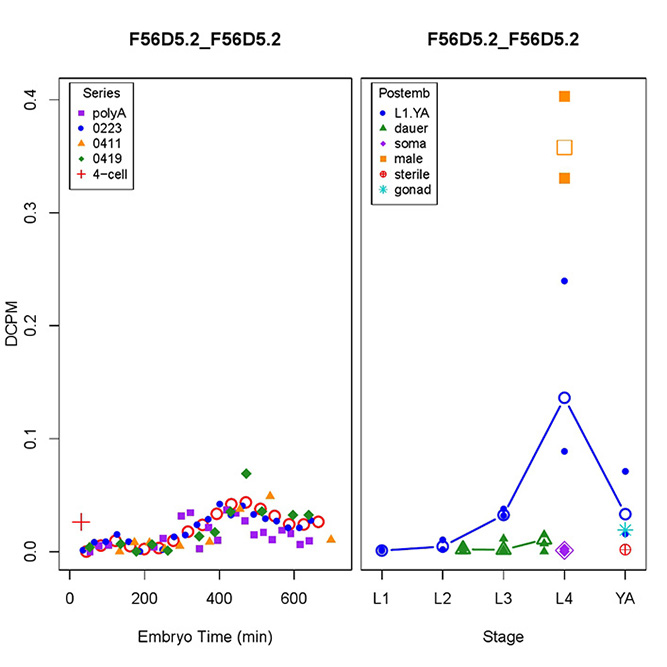 F56D5.2_F56D5.2
F56D5.2_F56D5.2
Series
polyA
0223
0411
0419
4−cell
Postemb
L1.YA
dauer
soma
male
sterile
gonad
DCPM
0.4
0.3
0.2
0.1
0.0
0 200 400 600
L1 L2 L3 L4 YA
Embryo Time (min)
Stage